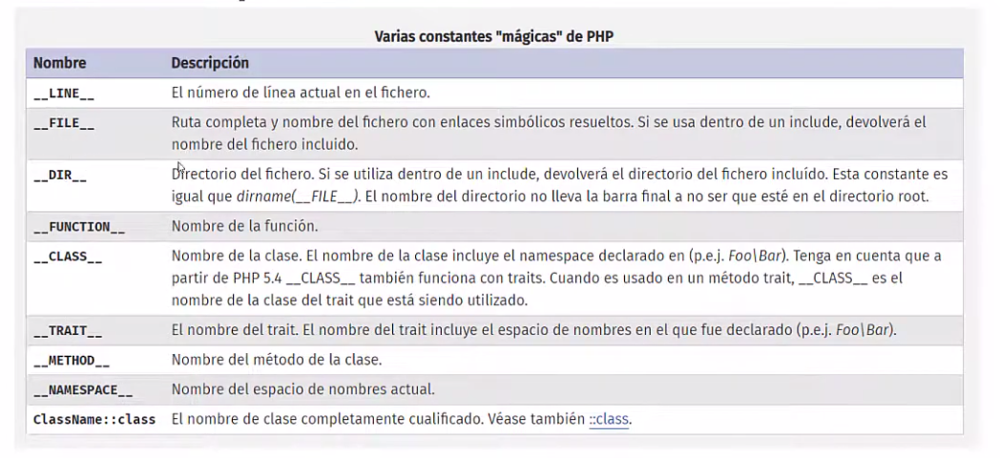 Varias constantes "mágicas" de PHP
Nombre Descripción
__LINE__ El número de línea actual en el fichero.
__FILE__ Ruta completa y nombre del fichero con enlaces simbólicos resueltos. Si se usa dentro de un include, devolverá el
nombre del fichero incluido.
__DIR__ Directorio del fichero. Si se utiliza dentro de un include, devolverá el directorio del fichero incluído. Esta constante es
igual que dirname(__FILE__). El nombre del directorio no lleva la barra final a no ser que esté en el directorio root.
__FUNCTION__ Nombre de la función.
__CLASS__ Nombre de la clase. El nombre de la clase incluye el namespace declarado en (p.e.j. Foo\Bar). Tenga en cuenta que a
partir de PHP 5.4 __CLASS__ también funciona con traits. Cuando es usado en un método trait, __CLASS__ es el
nombre de la clase del trait que está siendo utilizado.
__TRAIT__ El nombre del trait. El nombre del trait incluye el espacio de nombres en el que fue declarado (p.e.j. Foo\Bar).
__METHOD__ Nombre del método de la clase.
__NAMESPACE__ Nombre del espacio de nombres actual.
ClassName::class El nombre de clase completamente cualificado. Véase también ::class.